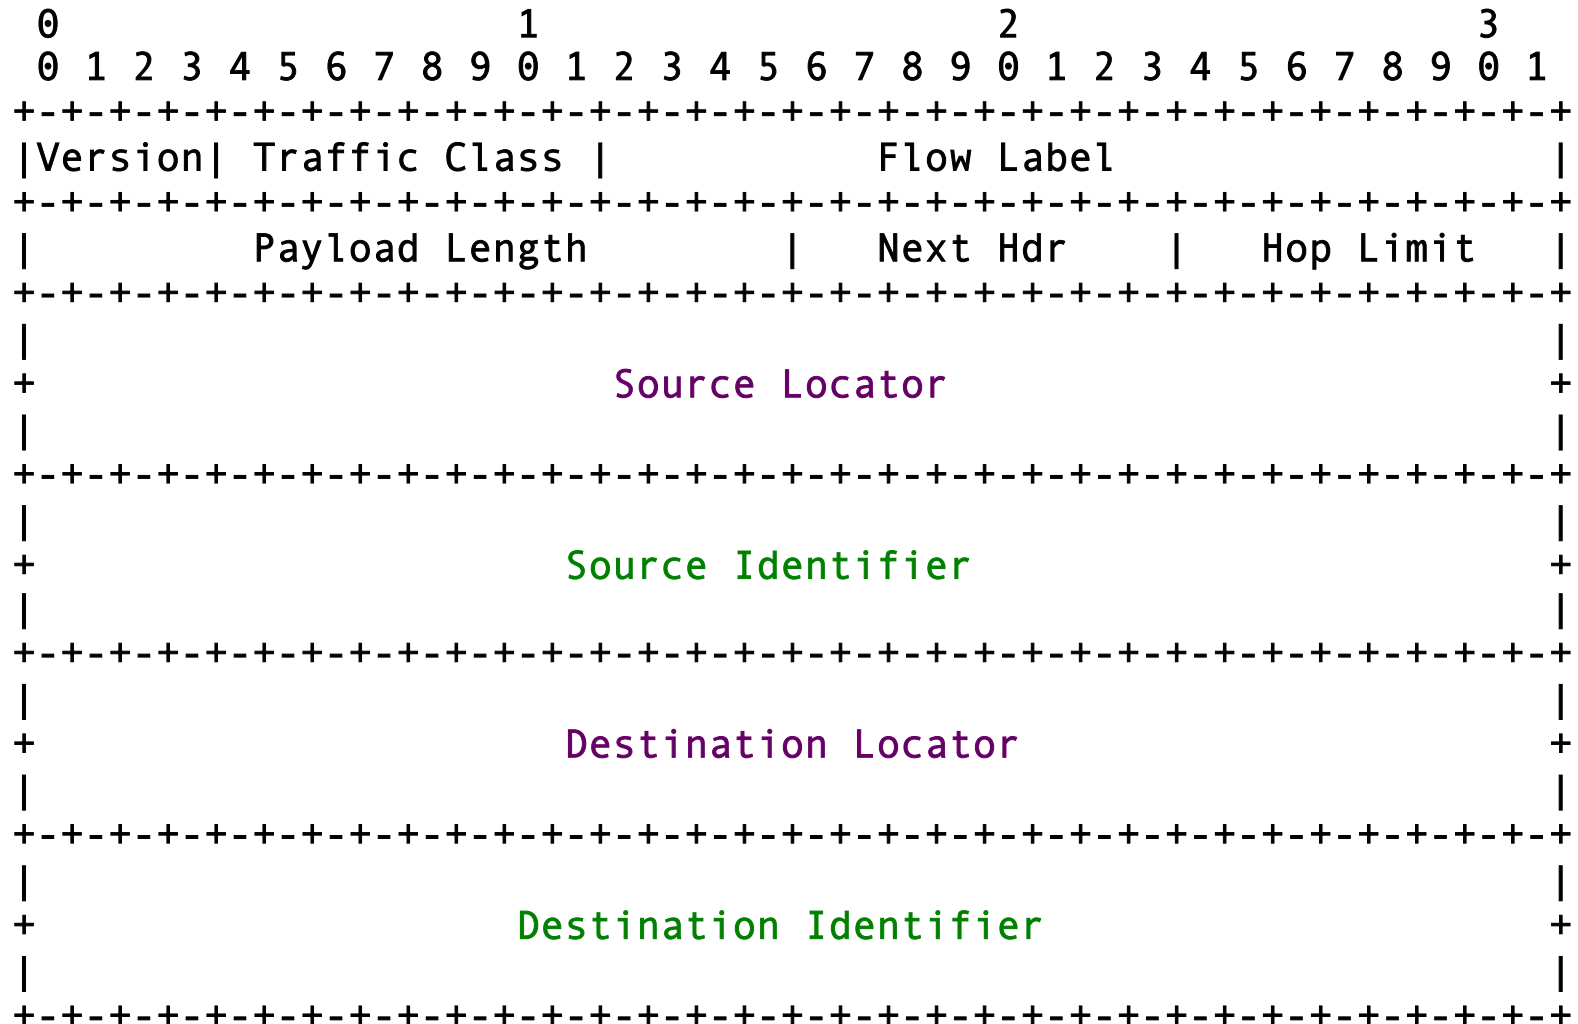 0                   1                   2                   3
 0 1 2 3 4 5 6 7 8 9 0 1 2 3 4 5 6 7 8 9 0 1 2 3 4 5 6 7 8 9 0 1
+-+-+-+-+-+-+-+-+-+-+-+-+-+-+-+-+-+-+-+-+-+-+-+-+-+-+-+-+-+-+-+-+
|Version| Traffic Class |           Flow Label                  |
+-+-+-+-+-+-+-+-+-+-+-+-+-+-+-+-+-+-+-+-+-+-+-+-+-+-+-+-+-+-+-+-+
|         Payload Length        |   Next Hdr    |   Hop Limit   |
+-+-+-+-+-+-+-+-+-+-+-+-+-+-+-+-+-+-+-+-+-+-+-+-+-+-+-+-+-+-+-+-+
|                                                               |
+                        Source Locator                         +
|                                                               |
+-+-+-+-+-+-+-+-+-+-+-+-+-+-+-+-+-+-+-+-+-+-+-+-+-+-+-+-+-+-+-+-+
|                                                               |
+                      Source Identifier                        +
|                                                               |
+-+-+-+-+-+-+-+-+-+-+-+-+-+-+-+-+-+-+-+-+-+-+-+-+-+-+-+-+-+-+-+-+
|                                                               |
+                      Destination Locator                      +
|                                                               |
+-+-+-+-+-+-+-+-+-+-+-+-+-+-+-+-+-+-+-+-+-+-+-+-+-+-+-+-+-+-+-+-+
|                                                               |
+                    Destination Identifier                     +
|                                                               |
+-+-+-+-+-+-+-+-+-+-+-+-+-+-+-+-+-+-+-+-+-+-+-+-+-+-+-+-+-+-+-+-+